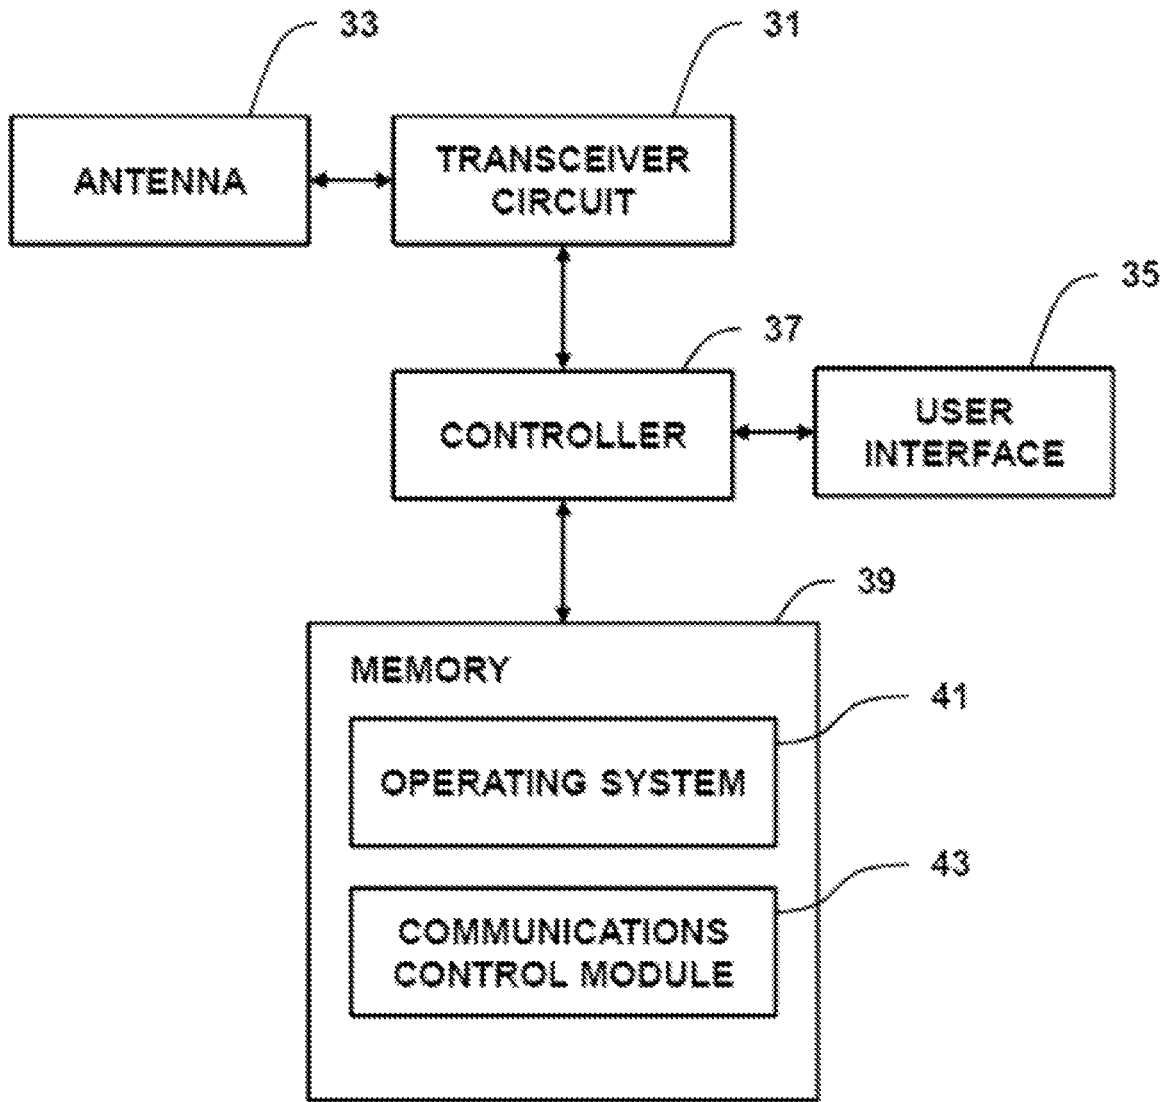 33
31
ANTENNA
TRANSCEIVER
CIRCUIT
35
37
CONTROLLER
USER
INTERFACE
39
MEMORY
41
OPERATING SYSTEM
43
COMMUNICATIONS
CONTROL MODULE